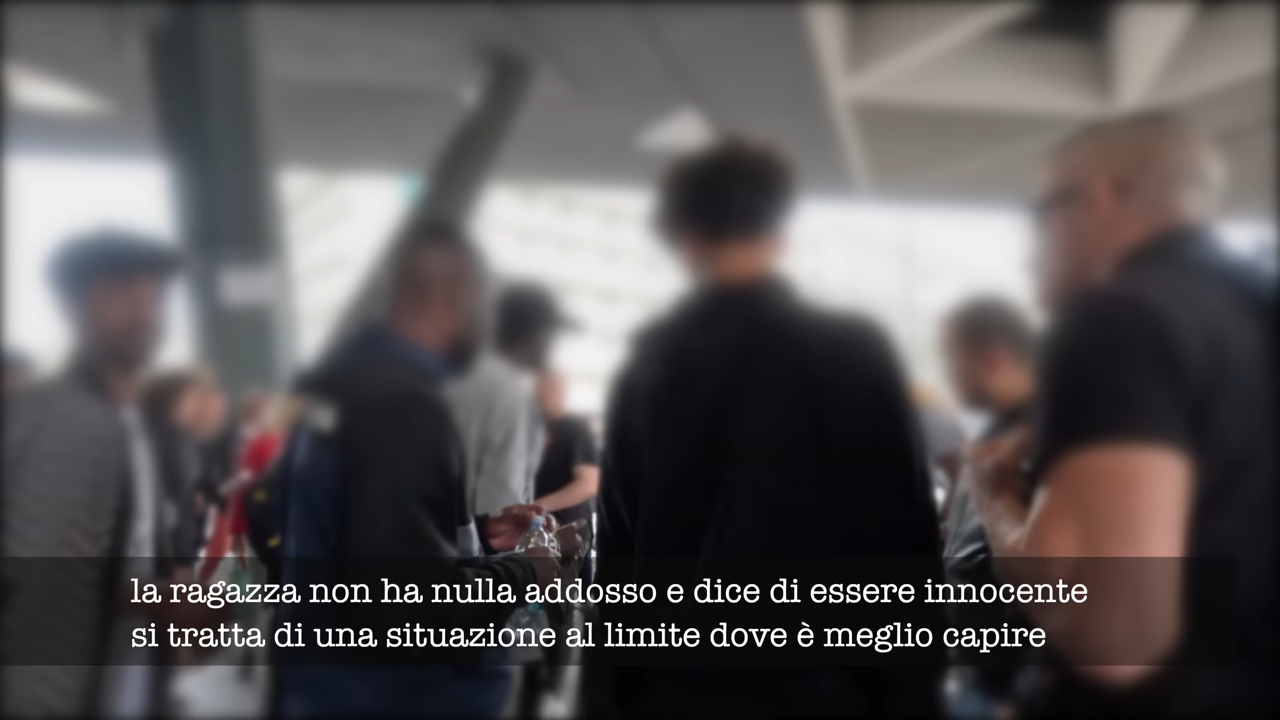 la ragazza non ha nulla addosso e dice di essere innocente
si tratta di una situazione al limite dove è meglio capire